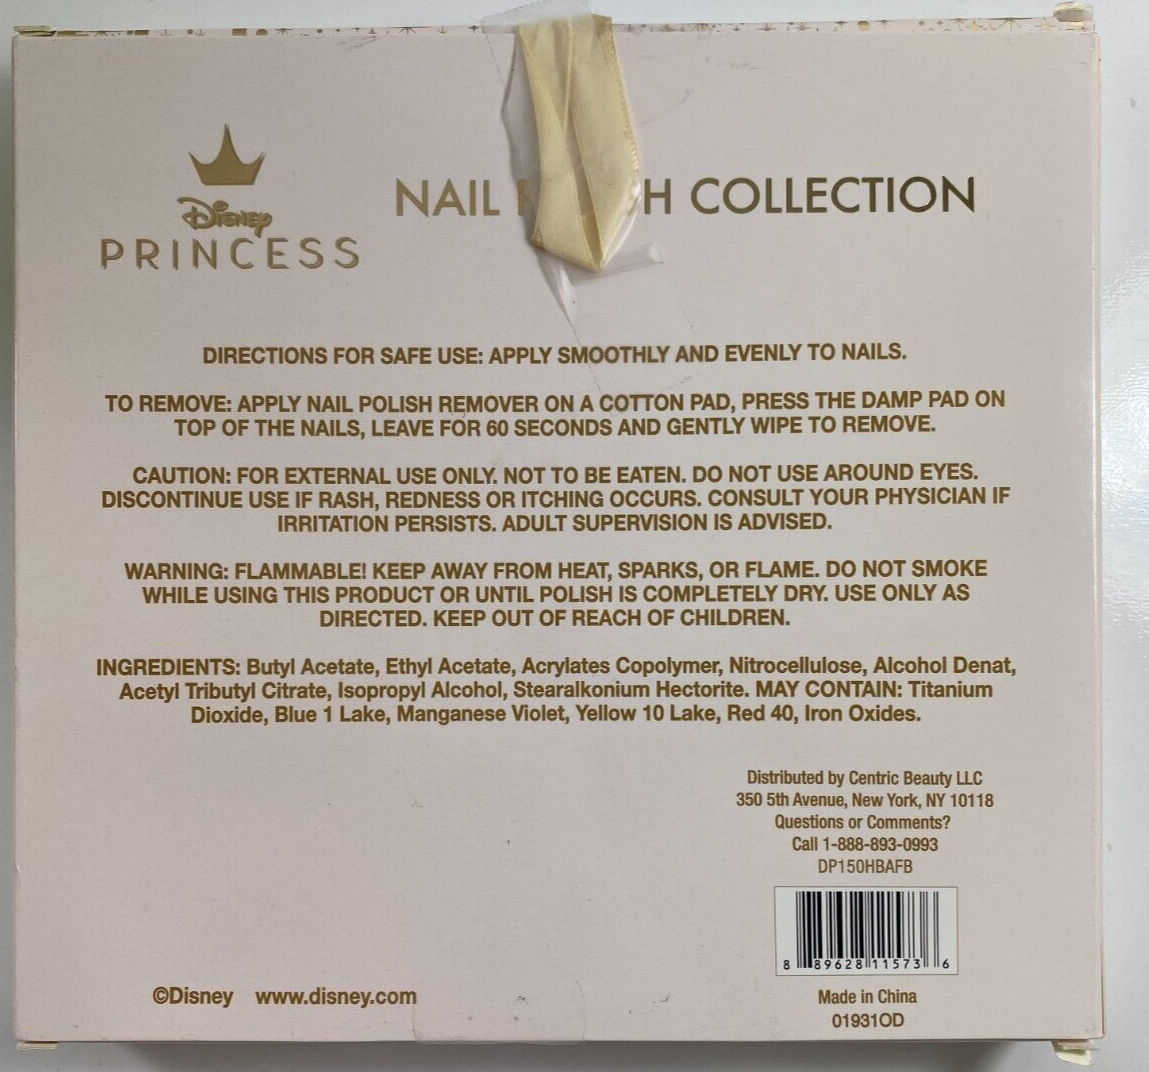 Disney
PRINCESS
NAIL H COLLECTION
DIRECTIONS FOR SAFE USE: APPLY SMOOTHLY AND EVENLY TO NAILS.
TO REMOVE: APPLY NAIL POLISH REMOVER ON A COTTON PAD, PRESS THE DAMP PAD ON
TOP OF THE NAILS, LEAVE FOR 60 SECONDS AND GENTLY WIPE TO REMOVE.
CAUTION: FOR EXTERNAL USE ONLY. NOT TO BE EATEN. DO NOT USE AROUND EYES.
DISCONTINUE USE IF RASH, REDNESS OR ITCHING OCCURS. CONSULT YOUR PHYSICIAN IF
IRRITATION PERSISTS. ADULT SUPERVISION IS ADVISED.
WARNING: FLAMMABLE! KEEP AWAY FROM HEAT, SPARKS, OR FLAME. DO NOT SMOKE
WHILE USING THIS PRODUCT OR UNTIL POLISH IS COMPLETELY DRY. USE ONLY AS
DIRECTED. KEEP OUT OF REACH OF CHILDREN.
INGREDIENTS: Butyl Acetate, Ethyl Acetate, Acrylates Copolymer, Nitrocellulose, Alcohol Denat,
Acetyl Tributyl Citrate, Isopropyl Alcohol, Stearalkonium Hectorite. MAY CONTAIN: Titanium
Dioxide, Blue 1 Lake, Manganese Violet, Yellow 10 Lake, Red 40, Iron Oxides.
Distributed by Centric Beauty LLC
350 5th Avenue, New York, NY 10118
Questions or Comments?
Call 1-888-893-0993
DP150HBAFB
8 89628 11573 6
©Disney www.disney.com
Made in China
01931OD